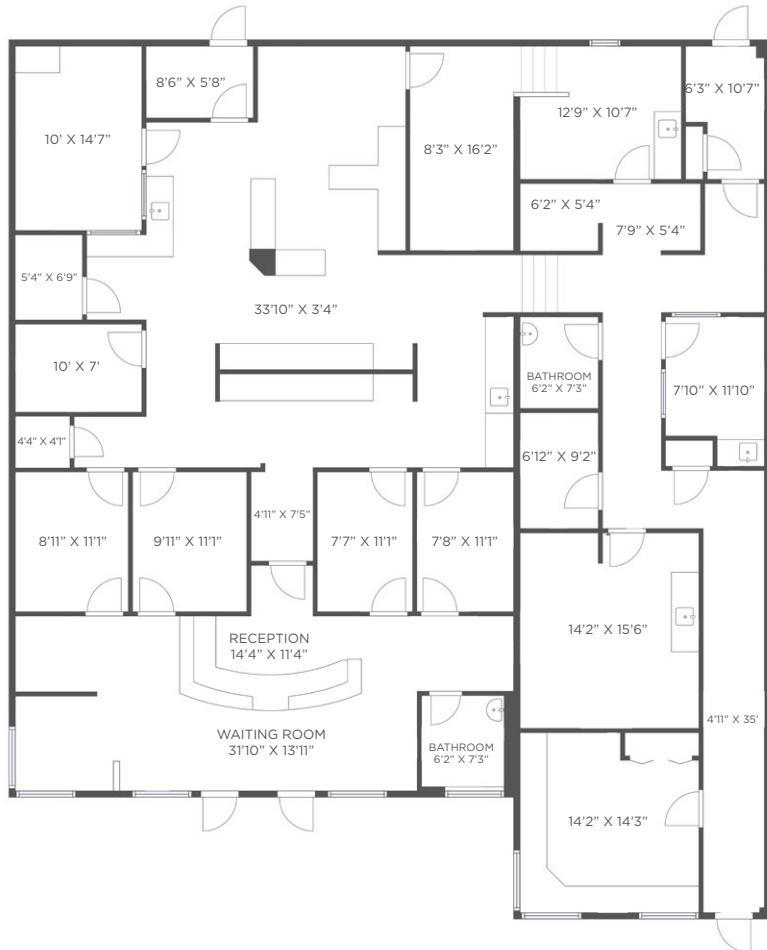 8'6” X 5'8”
6'3” X 10'7”
12'9” X 10'7”
10' X 14'7”
8'3” X 16'2”
6'2” X 5'4”
7'9” X 5'4”
5'4” X 6'9”
33'10” X 3'4”
10' X 7'
BATHROOM
6'2” X 7'3”
7'10” X 11'10”
4'4” X 4'1”
6'12” X 9'2”
4'11” X 7'5”
8'11” X 11'1”
9'11” X 11'1”
7'7” X 11'1”
7'8” X 11'1”
RECEPTION
14'4” X 11'4”
14'2” X 15'6”
4'11” X 35'
WAITING ROOM
31'10” X 13'11”
BATHROOM
6'2” X 7'3”
14'2” X 14'3”